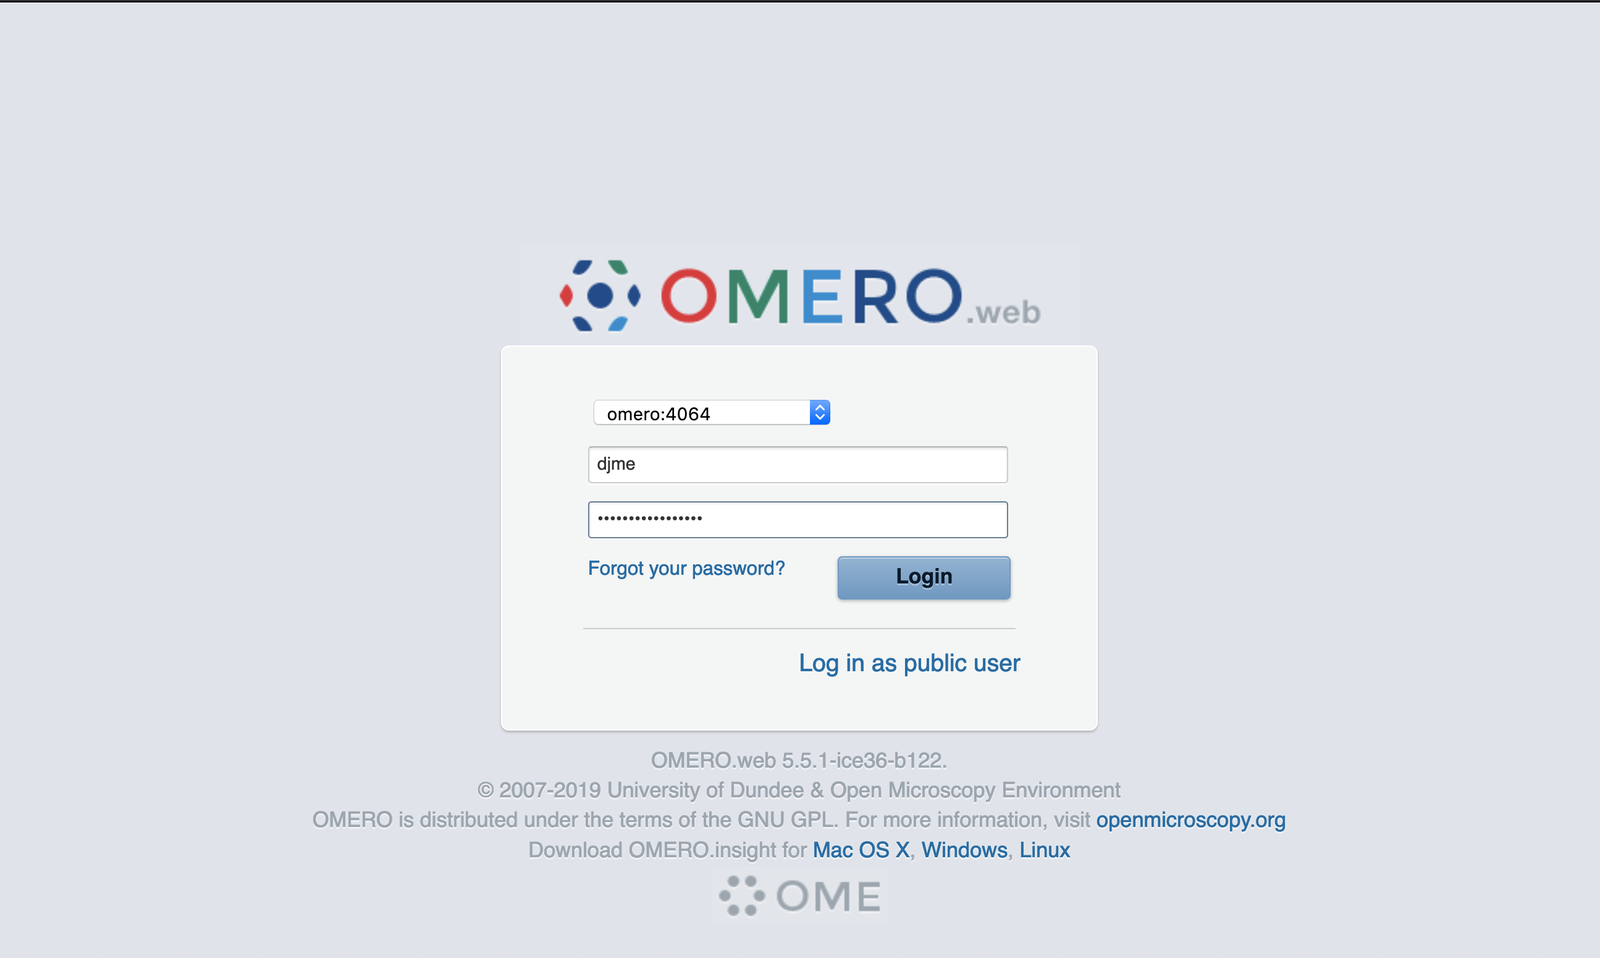 OMERO.web
omero:4064
djme
•••••••••••••••••
Forgot your password?
Login
Log in as public user
OMERO.web 5.5.1-ice36-b122.
© 2007-2019 University of Dundee & Open Microscopy Environment
OMERO is distributed under the terms of the GNU GPL. For more information, visit openmicroscopy.org
Download OMERO.insight for Mac OS X, Windows, Linux
OME